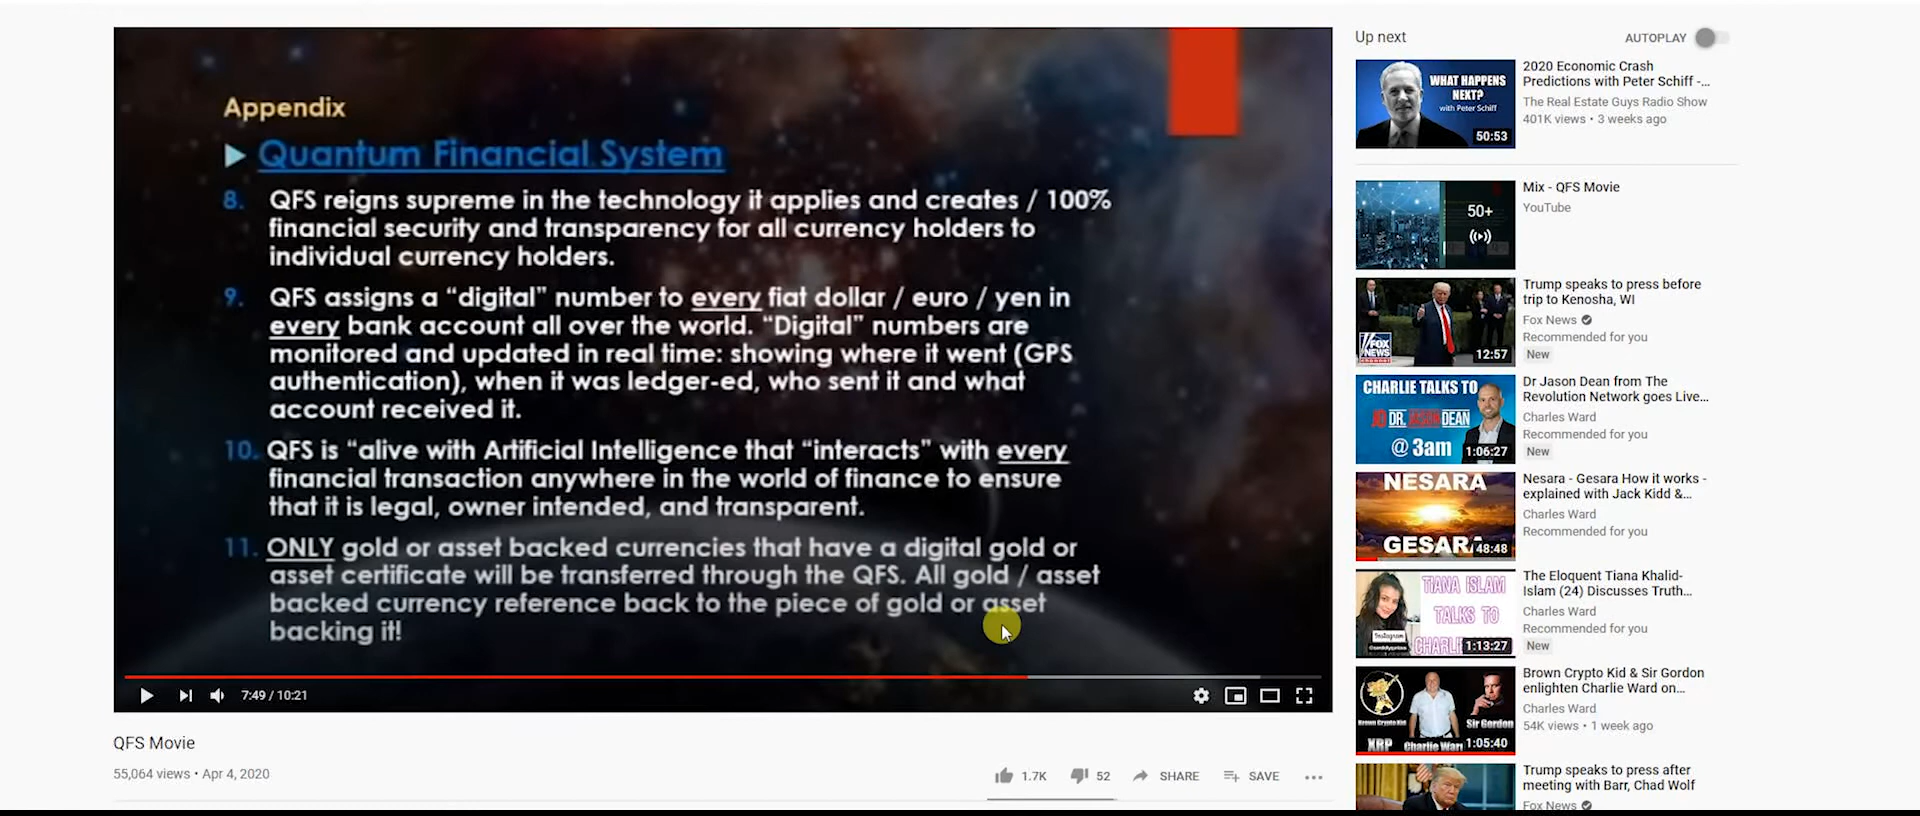 Appendix
Quantum Financial System
8. QFS reigns supreme in the technology it applies and creates / 100%
financial security and transparency for all currency holders to
individual currency holders.
9. QFS assigns a “digital” number to every fiat dollar / euro / yen in
every bank account all over the world. “Digital” numbers are
monitored and updated in real time: showing where it went (GPS
authentication), when it was ledger-ed, who sent it and what
account received it.
10. QFS is “alive with Artificial Intelligence that “interacts” with every
financial transaction anywhere in the world of finance to ensure
that it is legal, owner intended, and transparent.
11. ONLY gold or asset backed currencies that have a digital gold or
asset certificate will be transferred through the QFS. All gold / asset
backed currency reference back to the piece of gold or asset
backing it!
7:49 / 10:21
QFS Movie
55,064 views • Apr 4, 2020
1.7K
52
SHARE
SAVE
Up next
AUTOPLAY
WHAT HAPPENS
NEXT?
with Peter Schiff
50:53
2020 Economic Crash
Predictions with Peter Schiff -...
The Real Estate Guys Radio Show
401K views • 3 weeks ago
50+
Mix - QFS Movie
YouTube
FOX
NEWS
12:57
Trump speaks to press before
trip to Kenosha, WI
Fox News
Recommended for you
New
CHARLIE TALKS TO
DR. JASON DEAN
@ 3am
1:06:27
Dr Jason Dean from The
Revolution Network goes Live...
Charles Ward
Recommended for you
New
NESARA
GESARA
48:48
Nesara - Gesara How it works -
explained with Jack Kidd &...
Charles Ward
Recommended for you
TIANA ISLAM
TALKS TO
CHARLI
Instagram
1:13:27
The Eloquent Tiana Khalid-
Islam (24) Discusses Truth...
Charles Ward
Recommended for you
New
Brown Crypto Kid
Sir Gordon
XRP
Charlie Ward
1:05:40
Brown Crypto Kid & Sir Gordon
enlighten Charlie Ward on...
Charles Ward
54K views • 1 week ago
Trump speaks to press after
meeting with Barr, Chad Wolf
Fox News